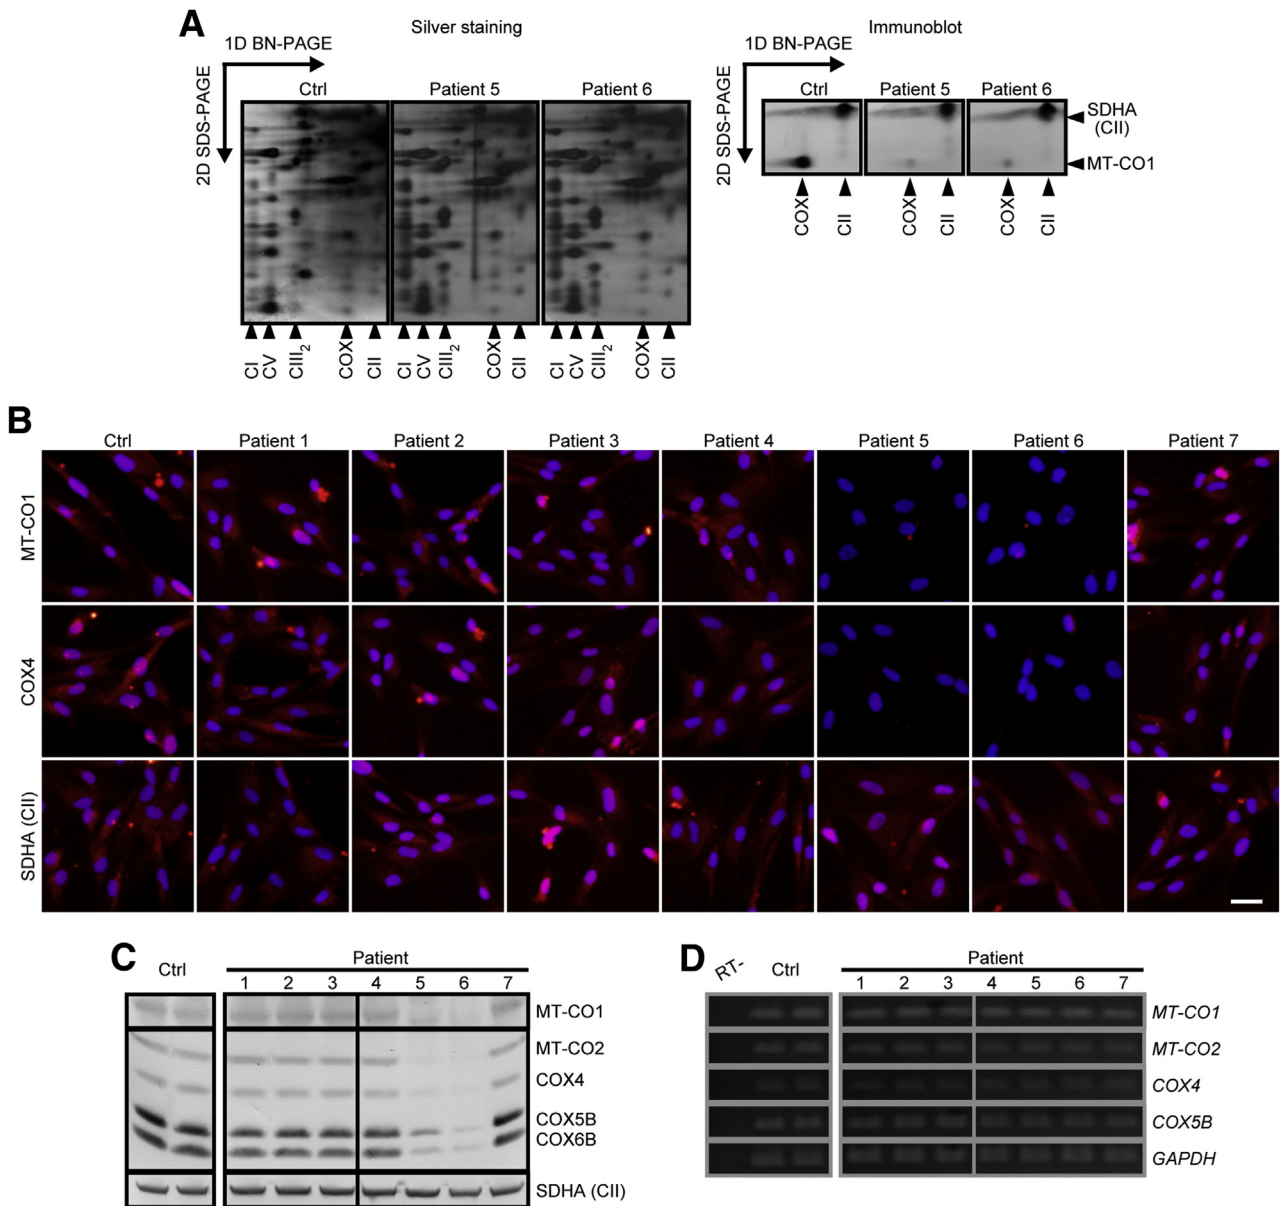 A
Silver staining
Immunoblot
1D BN-PAGE
1D BN-PAGE
2D SDS-PAGE
2D SDS-PAGE
Ctrl Patient 5 Patient 6
Ctrl Patient 5 Patient 6
SDHA
(CII)
MT-CO1
COX CII COX CII COX CII
CI CV CIII2 COX CII CI CV CIII2 COX CII CI CV CIII2 COX CII
B
Ctrl Patient 1 Patient 2 Patient 3 Patient 4 Patient 5 Patient 6 Patient 7
MT-CO1
COX4
SDHA (CII)
C
Ctrl
Patient
1 2 3 4 5 6 7
MT-CO1
MT-CO2
COX4
COX5B
COX6B
SDHA (CII)
D
RT- Ctrl
Patient
1 2 3 4 5 6 7
MT-CO1
MT-CO2
COX4
COX5B
GAPDH